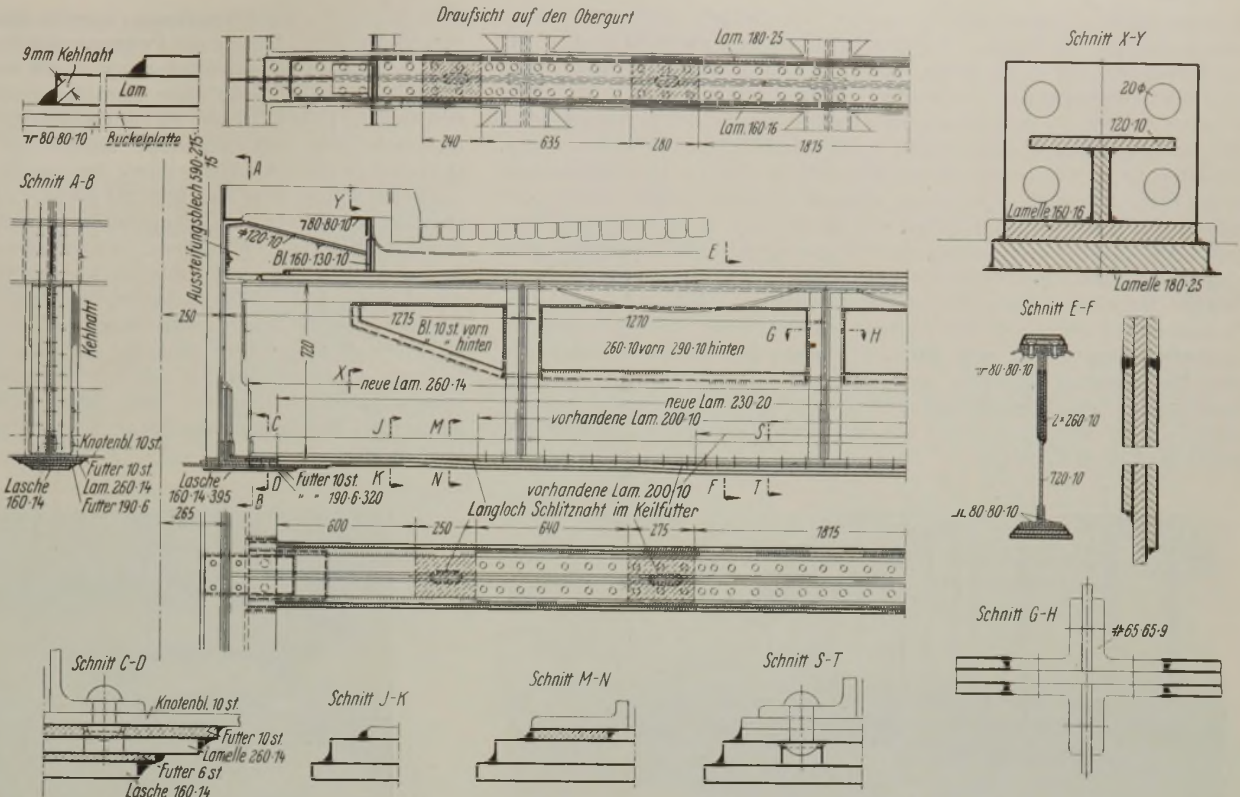 Draufsicht auf den Obergurt
9mm Kehlnaht
Lam.
80·80·10
Buckelplatte
Lam. 180·25
Lam. 160·16
240
635
280
1815
Schnitt X-Y
20Φ
120·10
Lamelle 160·16
Lamelle 180·25
Schnitt A-B
Kehlnaht
Knotenbl. 10 st.
Futter 10 st.
Lam. 260·14
Futter 190·6
Lasche
160·14
Aussteifungsblech 590·215
15
A
Y
80·80·10
120·10
Bl. 160·130·10
E
250
1275
1270
720
Bl. 10 st. vorn
" " hinten
260·10 vorn 290·10 hinten
G
H
X
neue Lam. 260·14
neue Lam. 230·20
vorhandene Lam. 200·10
C
J
M
S
D
K
N
F
T
B
Lasche
160·14·395
Futter 10 st.
" " 190·6·320
vorhandene Lam. 200·10
Langloch Schlitznaht im Keilfutter
265
600
250
640
275
1815
Schnitt E-F
80·80·10
2=260·10
720·10
80·80·10
Schnitt G-H
65·65·9
Schnitt C-D
Knotenbl. 10 st.
Futter 10 st.
Lamelle 260·14
Futter 6 st
Lasche 160·14
Schnitt J-K
Schnitt M-N
Schnitt S-T